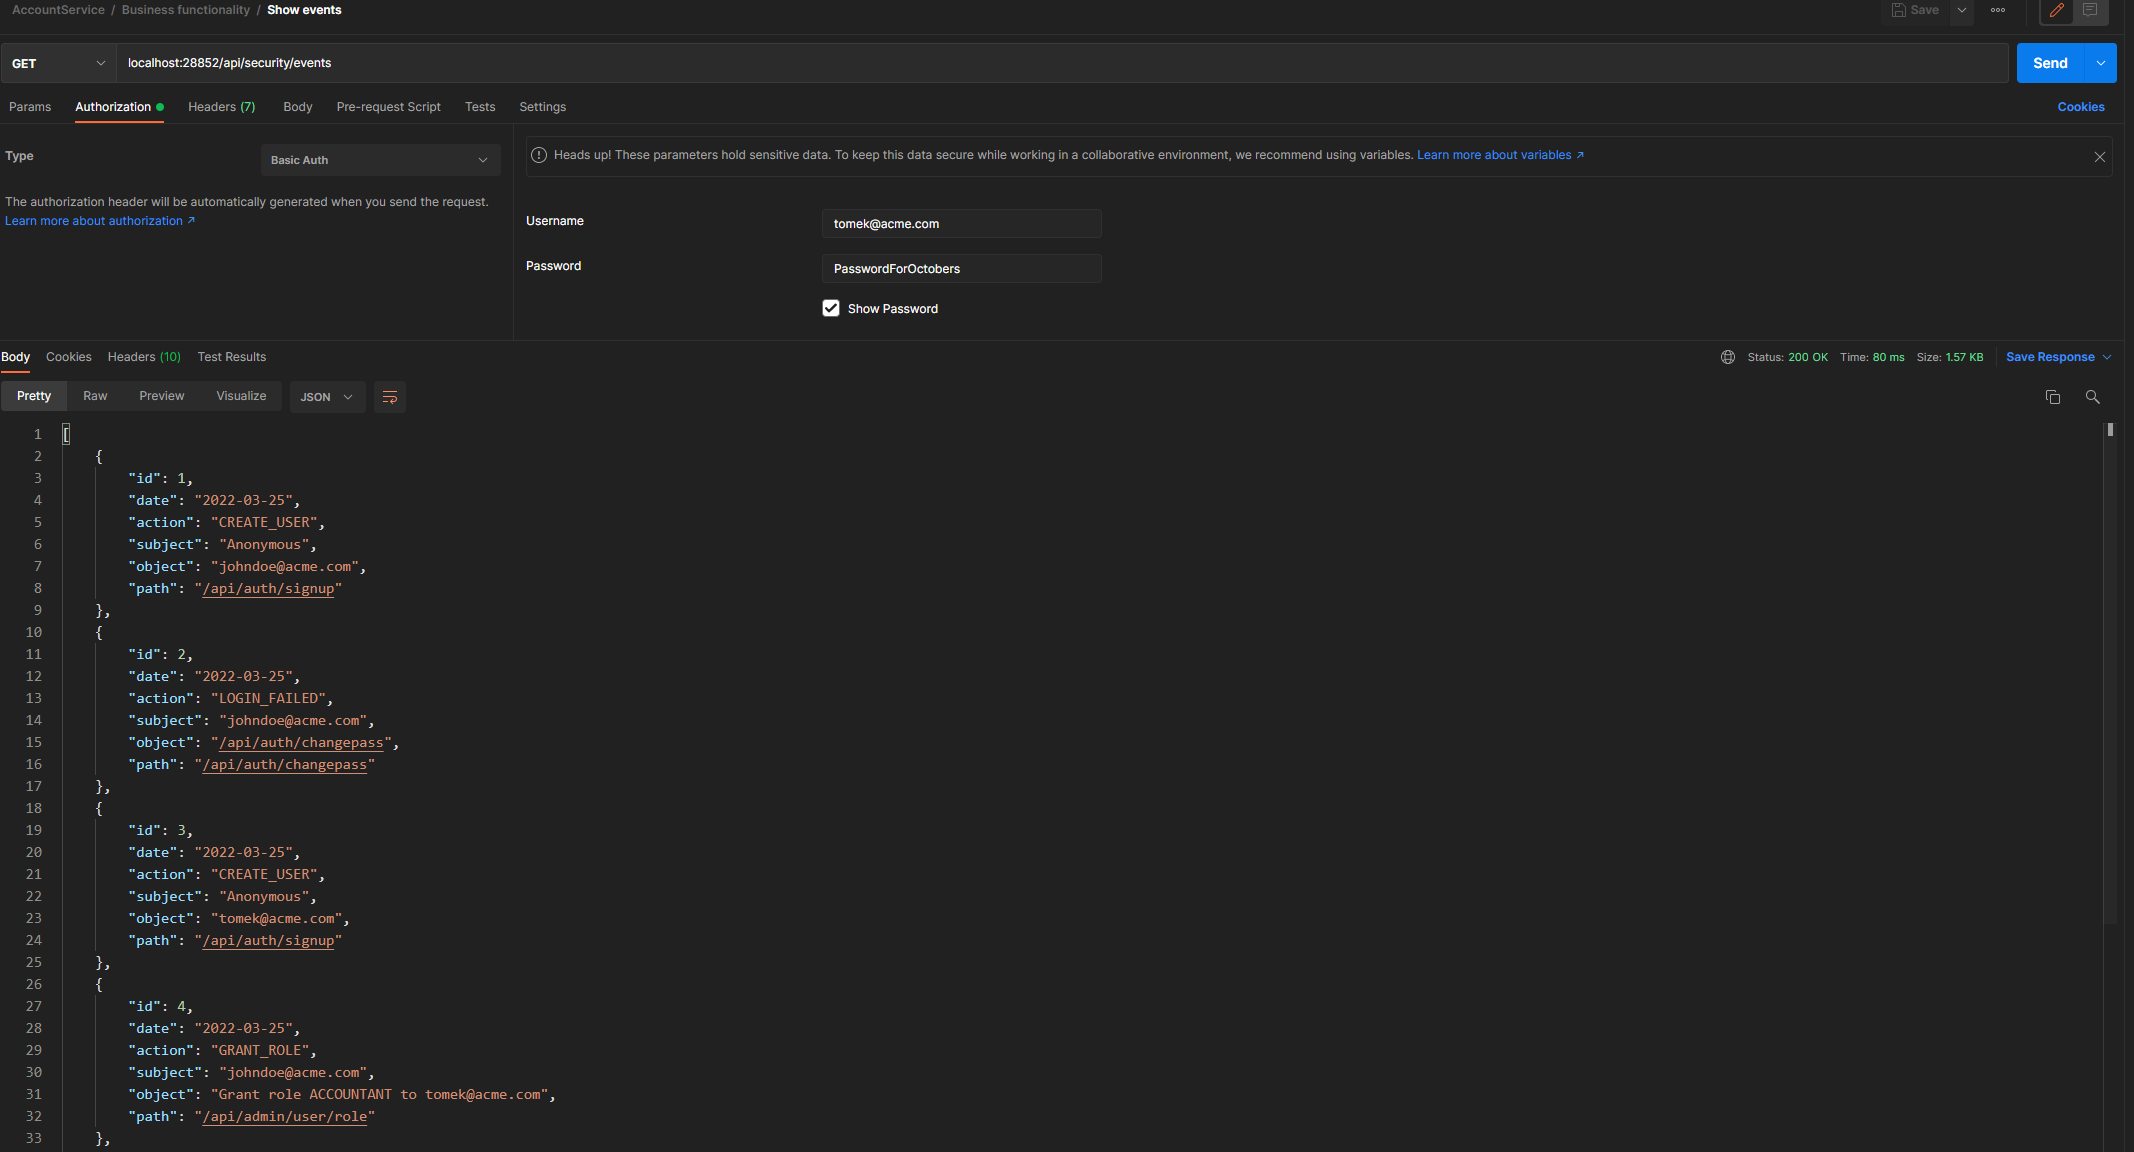 AccountService / Business functionality / Show events
Save
GET
localhost:28852/api/security/events
Send
Params
Authorization
Headers (7)
Body
Pre-request Script
Tests
Settings
Cookies
Type
Basic Auth
The authorization header will be automatically generated when you send the request.
Learn more about authorization ↗
Heads up! These parameters hold sensitive data. To keep this data secure while working in a collaborative environment, we recommend using variables. Learn more about variables ↗
Username
tomek@acme.com
Password
PasswordForOctobers
Show Password
Body
Cookies
Headers (10)
Test Results
Status: 200 OK
Time: 80 ms
Size: 1.57 KB
Save Response
Pretty
Raw
Preview
Visualize
JSON
1 [
2 {
3 "id": 1,
4 "date": "2022-03-25",
5 "action": "CREATE_USER",
6 "subject": "Anonymous",
7 "object": "johndoe@acme.com",
8 "path": "/api/auth/signup"
9 },
10 {
11 "id": 2,
12 "date": "2022-03-25",
13 "action": "LOGIN_FAILED",
14 "subject": "johndoe@acme.com",
15 "object": "/api/auth/changepass",
16 "path": "/api/auth/changepass"
17 },
18 {
19 "id": 3,
20 "date": "2022-03-25",
21 "action": "CREATE_USER",
22 "subject": "Anonymous",
23 "object": "tomek@acme.com",
24 "path": "/api/auth/signup"
25 },
26 {
27 "id": 4,
28 "date": "2022-03-25",
29 "action": "GRANT_ROLE",
30 "subject": "johndoe@acme.com",
31 "object": "Grant role ACCOUNTANT to tomek@acme.com",
32 "path": "/api/admin/user/role"
33 },